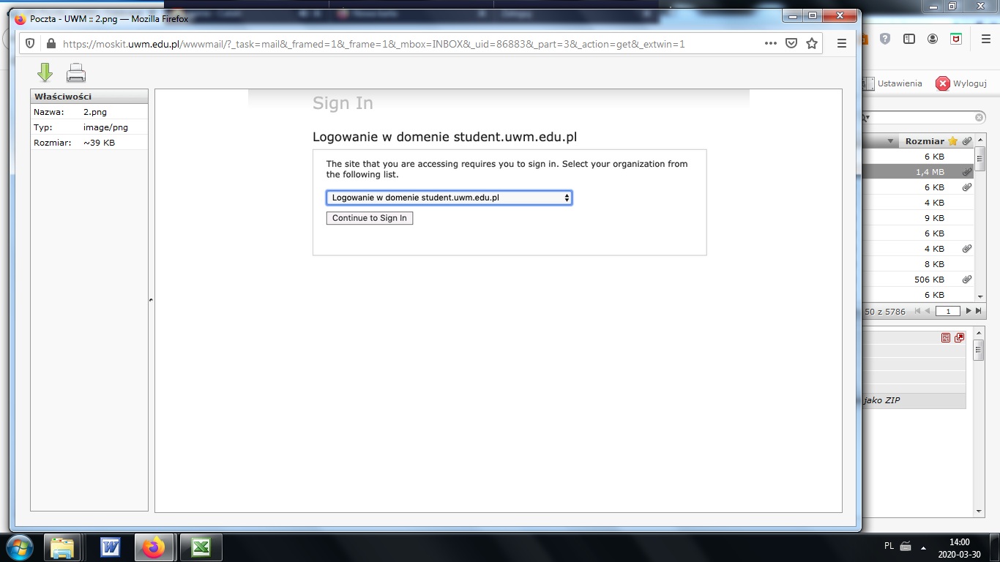 Poczta - UWM :: 2.png — Mozilla Firefox
https://moskit.uwm.edu.pl/wwwmail/?_task=mail&_framed=1&_frame=1&_mbox=INBOX&_uid=86883&_part=3&_action=get&_extwin=1
Ustawienia
Wyloguj
Właściwości
Nazwa: 2.png
Typ: image/png
Rozmiar: ~39 KB
Sign In
Logowanie w domenie student.uwm.edu.pl
The site that you are accessing requires you to sign in. Select your organization from
the following list.
Logowanie w domenie student.uwm.edu.pl
Continue to Sign In
Rozmiar
6 KB
1,4 MB
6 KB
4 KB
9 KB
6 KB
4 KB
8 KB
506 KB
6 KB
50 z 5786
1
jako ZIP
PL
14:00
2020-03-30